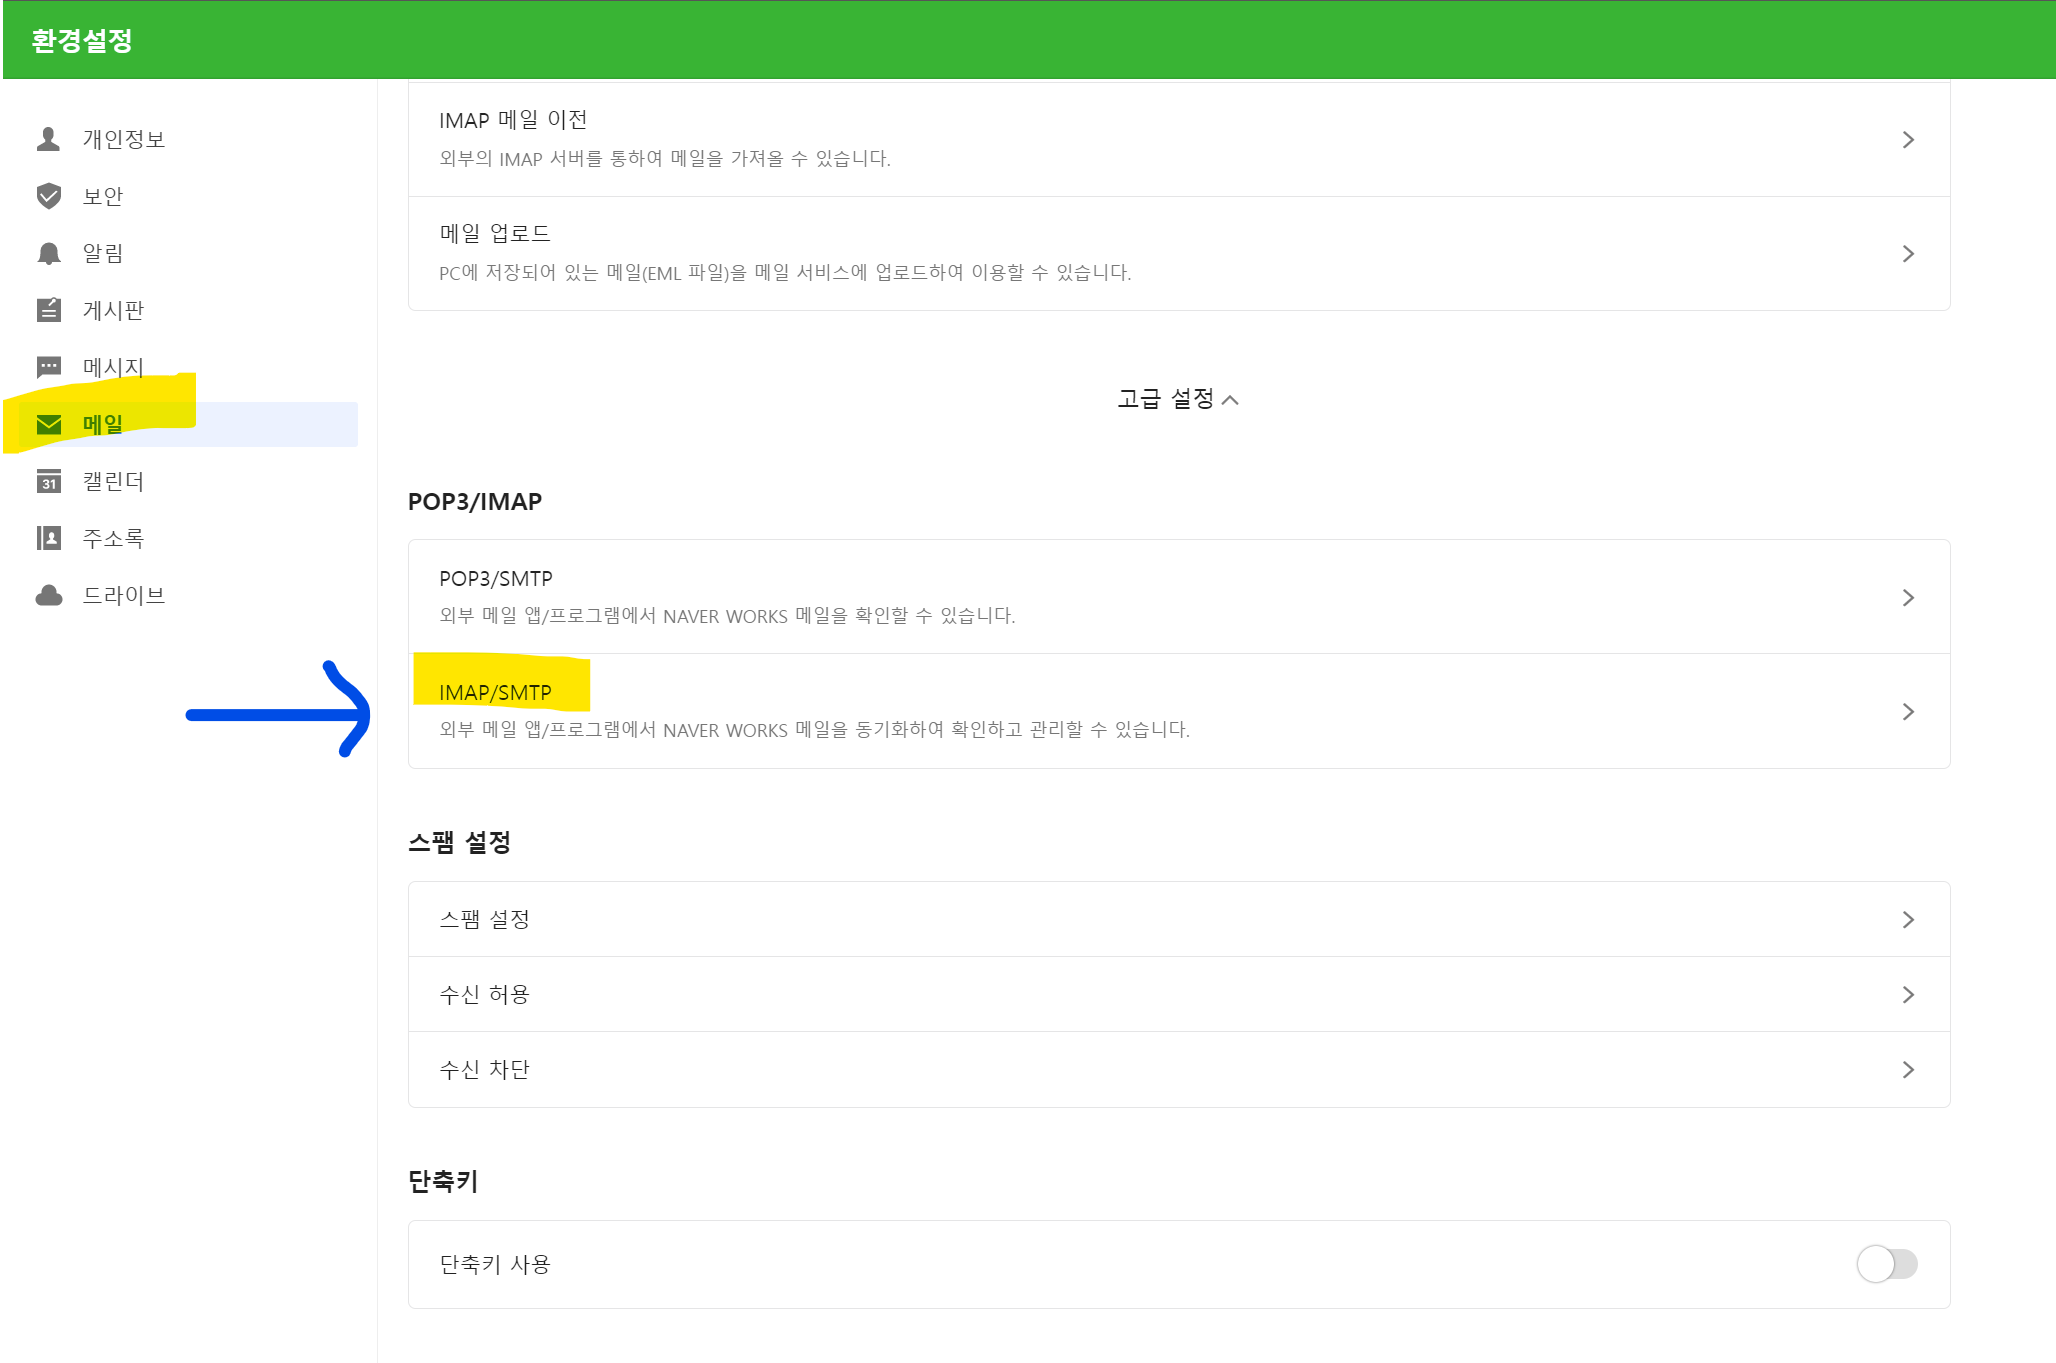 환경설정
개인정보
보안
알림
게시판
메시지
메일
31
캘린더
주소록
드라이브
IMAP 메일 이전
외부의 IMAP 서버를 통하여 메일을 가져올 수 있습니다.
메일 업로드
PC에 저장되어 있는 메일(EML 파일)을 메일 서비스에 업로드하여 이용할 수 있습니다.
고급 설정
POP3/IMAP
POP3/SMTP
외부 메일 앱/프로그램에서 NAVER WORKS 메일을 확인할 수 있습니다.
IMAP/SMTP
외부 메일 앱/프로그램에서 NAVER WORKS 메일을 동기화하여 확인하고 관리할 수 있습니다.
스팸 설정
스팸 설정
수신 허용
수신 차단
단축키
단축키 사용